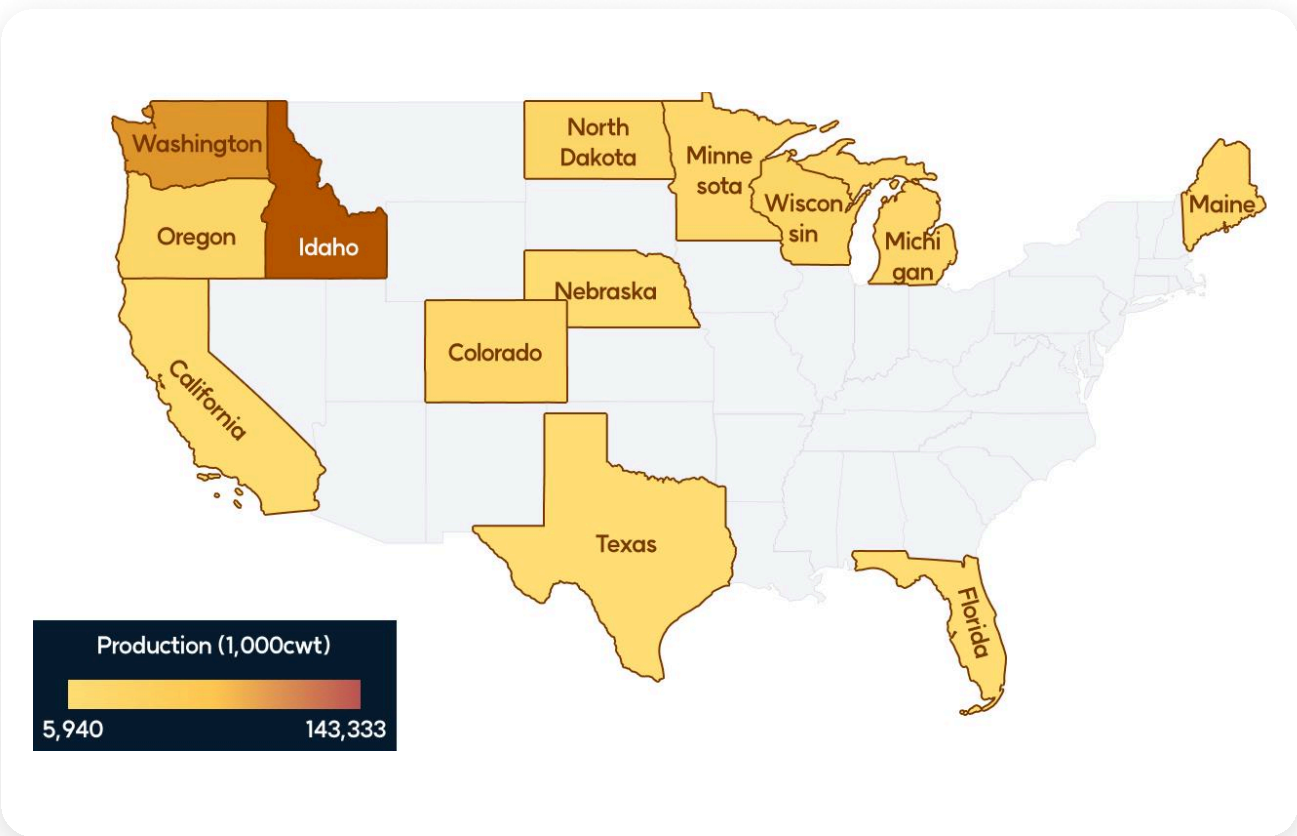 Washington
Oregon
Idaho
California
North
Dakota
Minne
sota
Wiscon
sin
Michi
gan
Maine
Nebraska
Colorado
Texas
Florida
Production (1,000cwt)
5,940
143,333